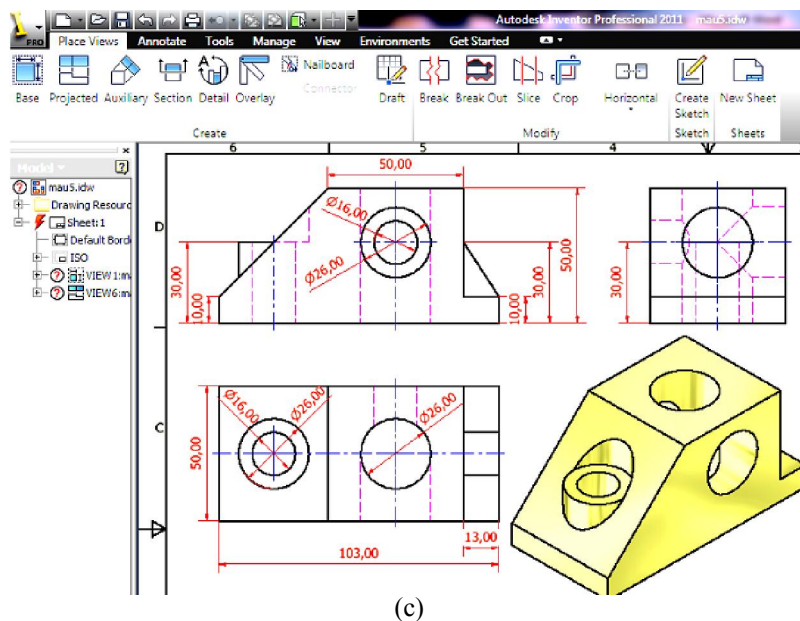 Autodesk Inventor Professional 2011 mau5.idw
PRO Place Views Annotate Tools Manage View Environments Get Started
Base Projected Auxiliary Section Detail Overlay Nailboard Connector Draft Break Break Out Slice Crop Horizontal Create Sketch New Sheet
Create Modify Sketch Sheets
Model
mau5.idw
Drawing Resourc
Sheet:1
Default Bord
ISO
VIEW1:m
VIEW6:m
6 5 4
D
C
50,00
Ø16,00
Ø26,00
30,00
10,00
10,00
30,00
50,00
30,00
Ø16,00
Ø26,00
Ø26,00
50,00
13,00
103,00
(c)